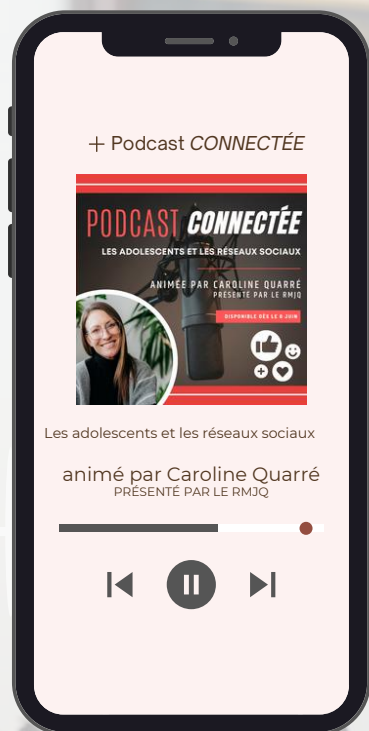 + Podcast CONNECTÉE
PODCAST CONNECTÉE
LES ADOLESCENTS ET LES RÉSEAUX SOCIAUX
ANIMÉE PAR CAROLINE QUARRÉ
PRÉSENTÉ PAR LE RMJQ
DISPONIBLE DÈS LE 9 JUIN
Les adolescents et les réseaux sociaux
animé par Caroline Quarré
PRÉSENTÉ PAR LE RMJQ